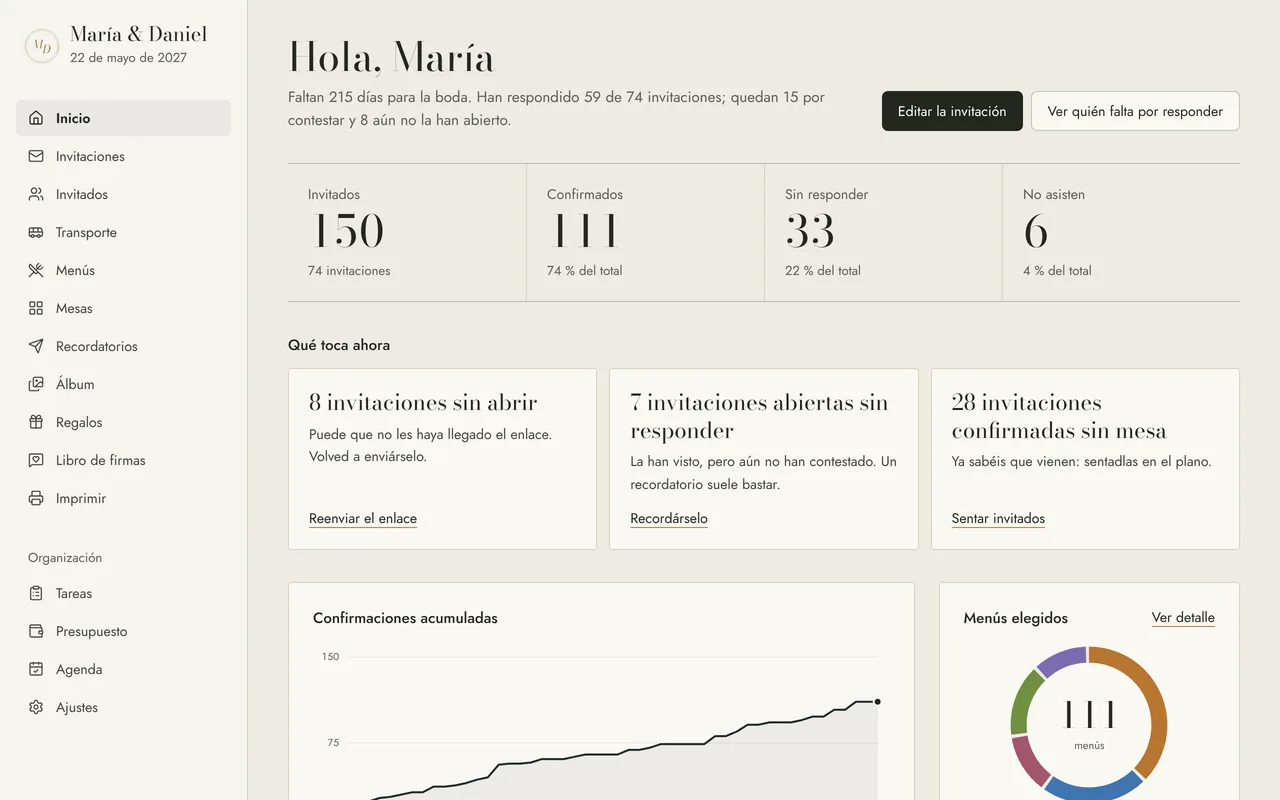 MD
María & Daniel
22 de mayo de 2027
Inicio
Invitaciones
Invitados
Transporte
Menús
Mesas
Recordatorios
Álbum
Regalos
Libro de firmas
Imprimir
Organización
Tareas
Presupuesto
Agenda
Ajustes
Hola, María
Faltan 215 días para la boda. Han respondido 59 de 74 invitaciones; quedan 15 por
contestar y 8 aún no la han abierto.
Editar la invitación
Ver quién falta por responder
Invitados
150
74 invitaciones
Confirmados
111
74 % del total
Sin responder
33
22 % del total
No asisten
6
4 % del total
Qué toca ahora
8 invitaciones sin abrir
Puede que no les haya llegado el enlace.
Volved a enviárselo.
Reenviar el enlace
7 invitaciones abiertas sin
responder
La han visto, pero aún no han contestado. Un
recordatorio suele bastar.
Recordárselo
28 invitaciones
confirmadas sin mesa
Ya sabéis que vienen: sentadlas en el plano.
Sentar invitados
Confirmaciones acumuladas
150
75
Menús elegidos
Ver detalle
111
menús